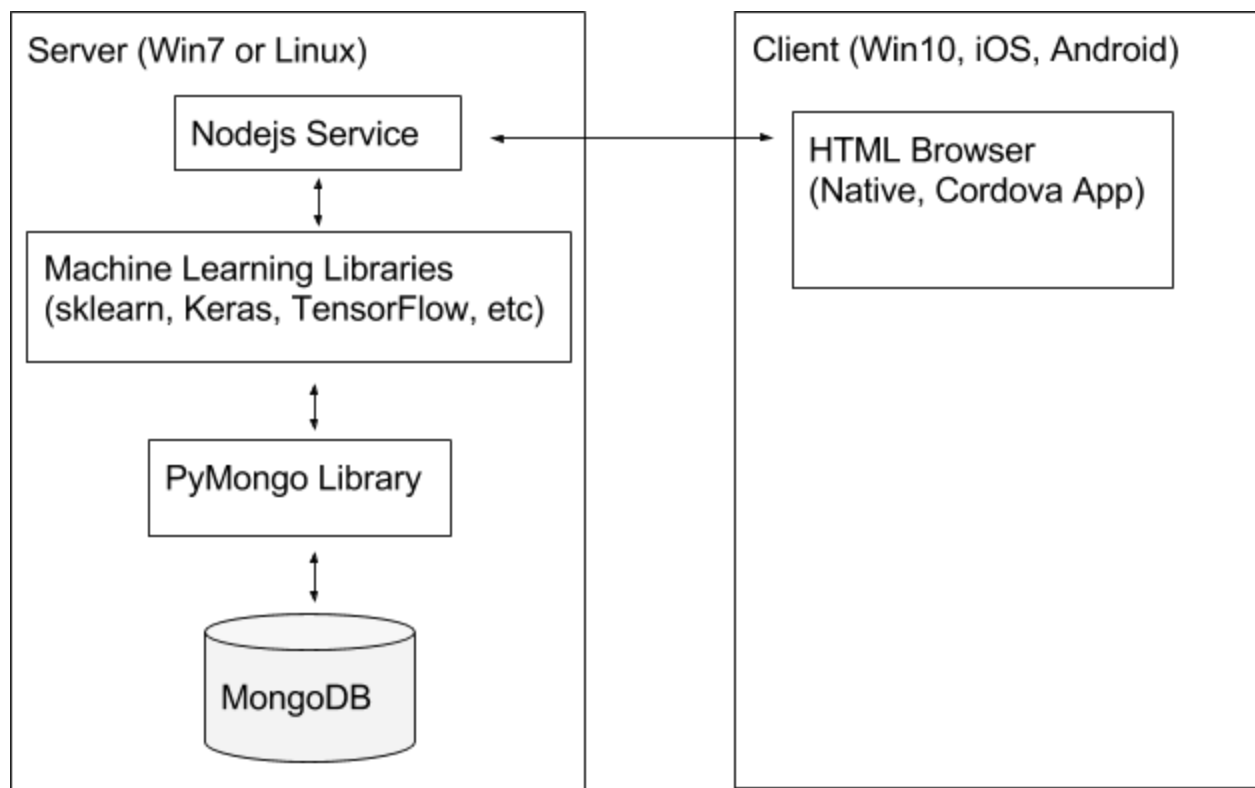 Server (Win7 or Linux)
Nodejs Service
Machine Learning Libraries
(sklearn, Keras, TensorFlow, etc)
PyMongo Library
MongoDB
Client (Win10, iOS, Android)
HTML Browser
(Native, Cordova App)